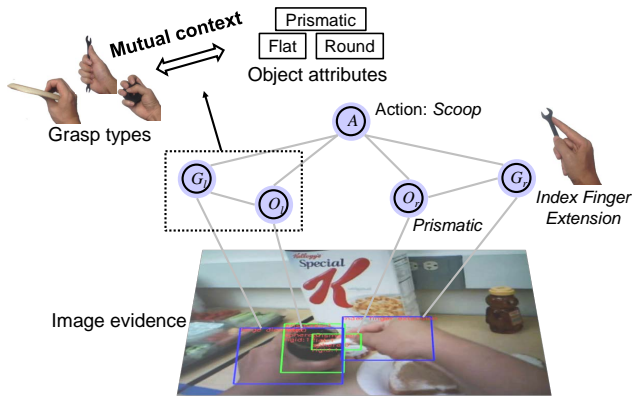 Prismatic
Mutual context
Flat
Round
Object attributes
Grasp types
Action: Scoop
A
G_l
O_l
O_r
G_r
Prismatic
Index Finger
Extension
Image evidence
Kellogg's
Special
K